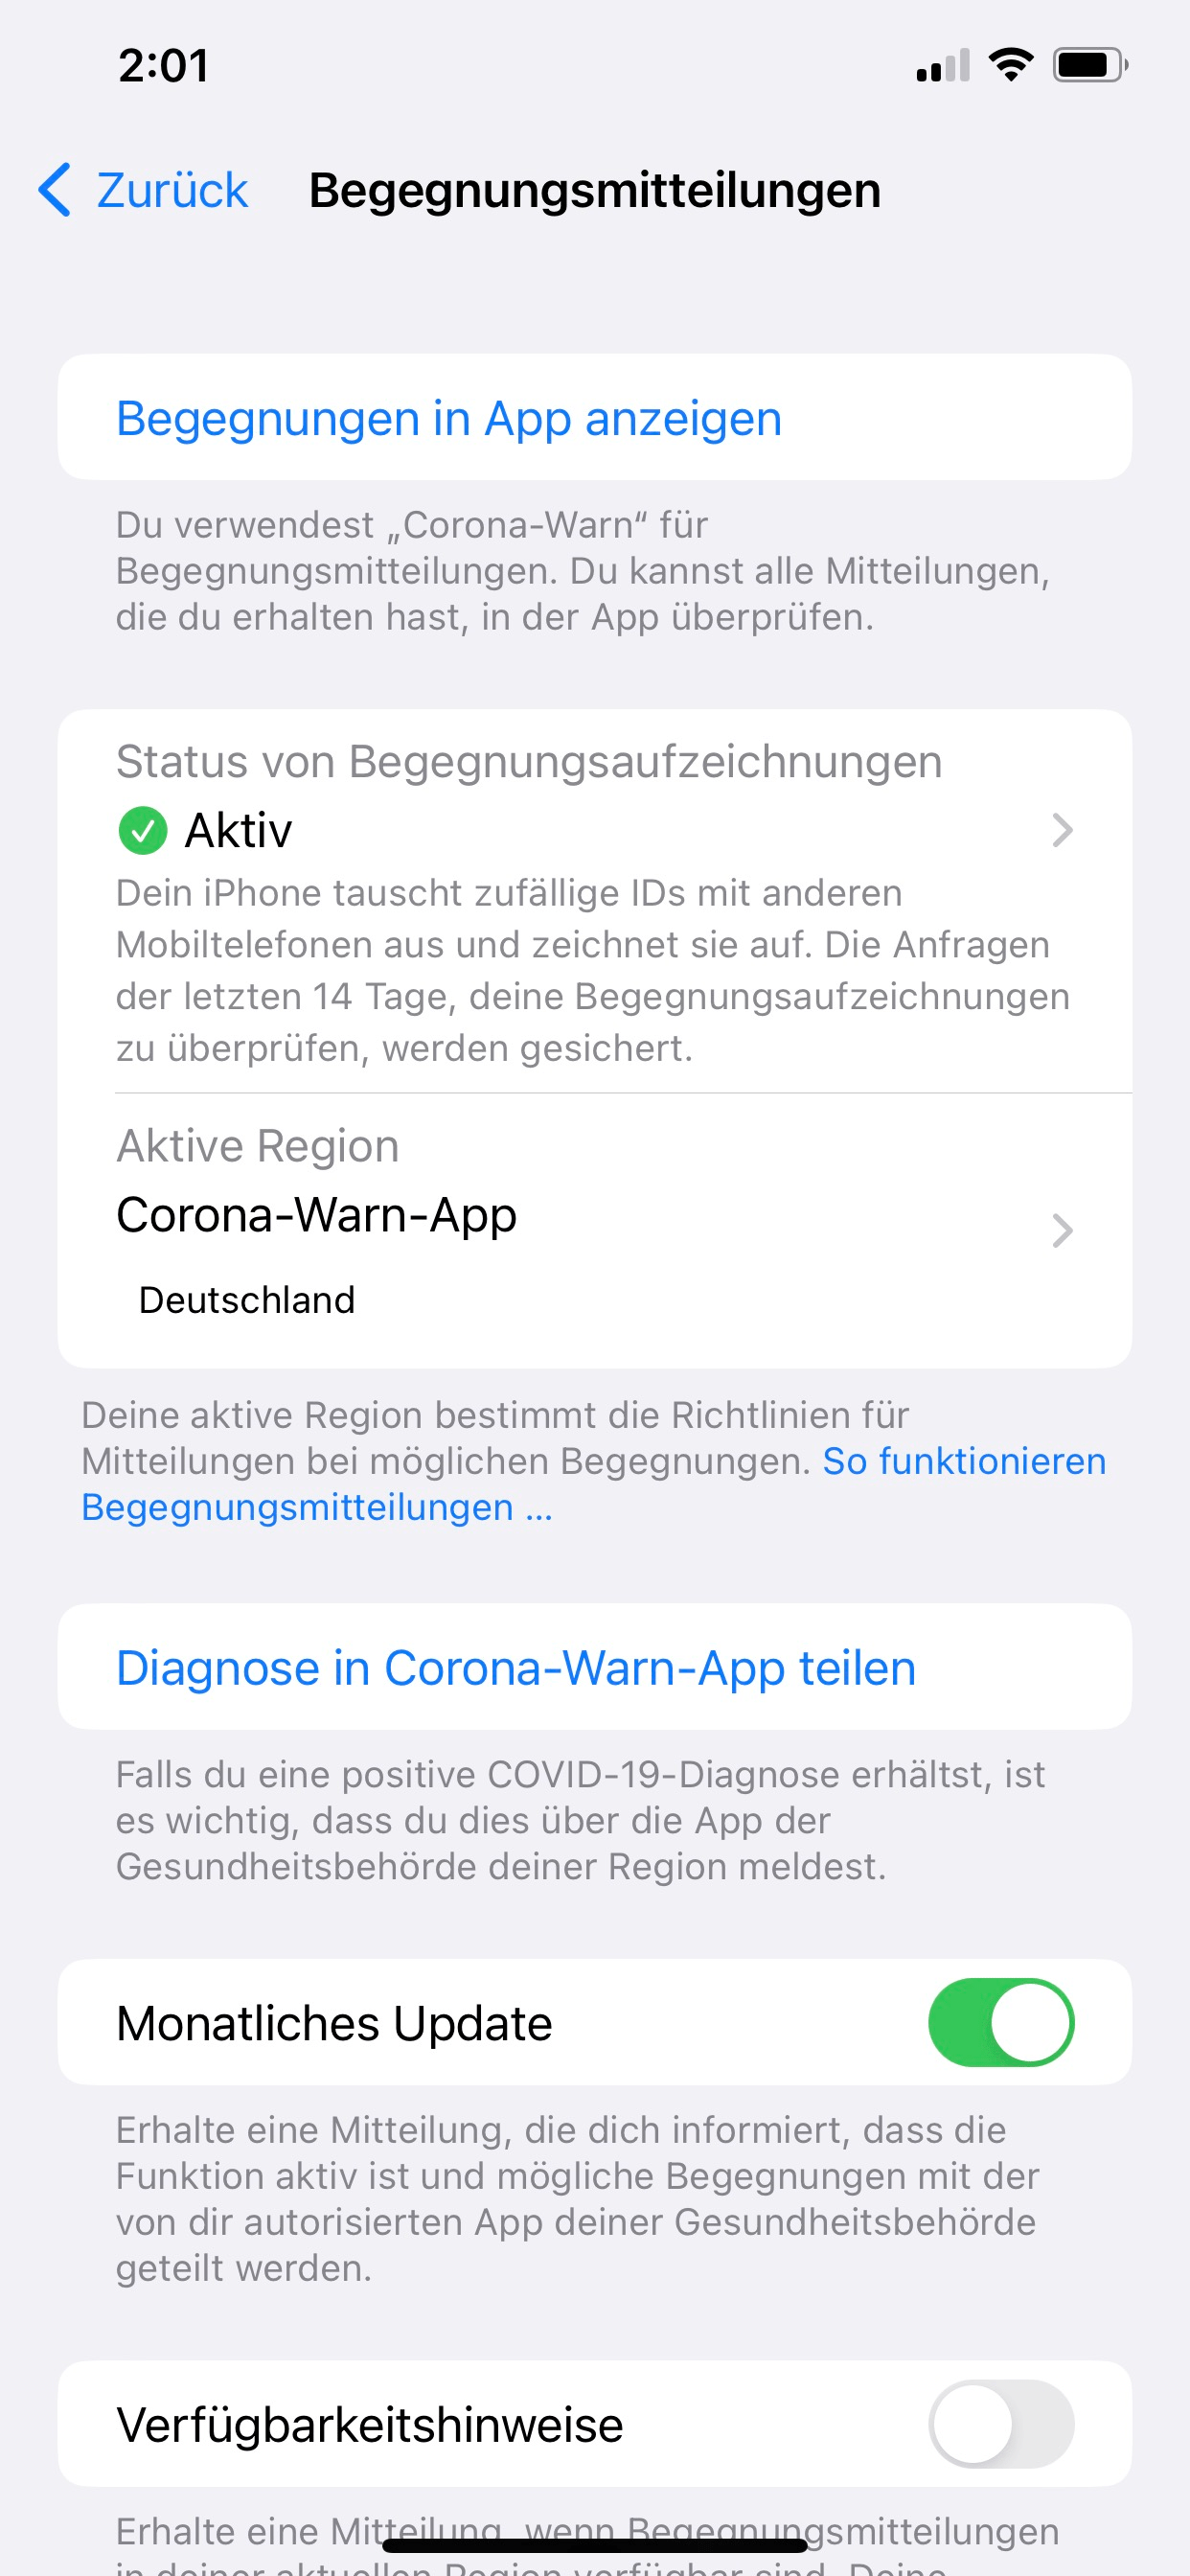 2:01
Zurück
Begegnungsmitteilungen
Begegnungen in App anzeigen
Du verwendest „Corona-Warn“ für
Begegnungsmitteilungen. Du kannst alle Mitteilungen,
die du erhalten hast, in der App überprüfen.
Status von Begegnungsaufzeichnungen
Aktiv
Dein iPhone tauscht zufällige IDs mit anderen
Mobiltelefonen aus und zeichnet sie auf. Die Anfragen
der letzten 14 Tage, deine Begegnungsaufzeichnungen
zu überprüfen, werden gesichert.
Aktive Region
Corona-Warn-App
Deutschland
Deine aktive Region bestimmt die Richtlinien für
Mitteilungen bei möglichen Begegnungen. So funktionieren
Begegnungsmitteilungen ...
Diagnose in Corona-Warn-App teilen
Falls du eine positive COVID-19-Diagnose erhältst, ist
es wichtig, dass du dies über die App der
Gesundheitsbehörde deiner Region meldest.
Monatliches Update
Erhalte eine Mitteilung, die dich informiert, dass die
Funktion aktiv ist und mögliche Begegnungen mit der
von dir autorisierten App deiner Gesundheitsbehörde
geteilt werden.
Verfügbarkeitshinweise
Erhalte eine Mitteilung, wenn Begegnungsmitteilungen
in deiner aktuellen Region verfügbar sind. Deine